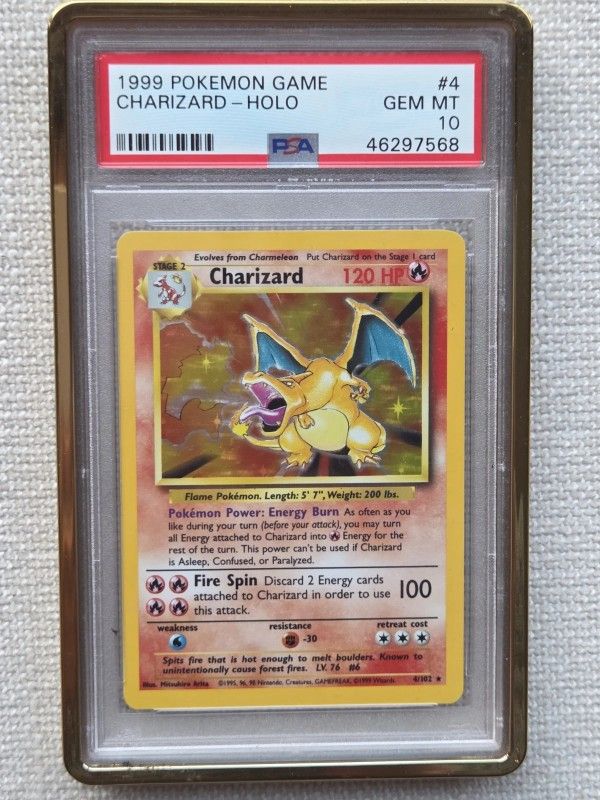 1999 POKEMON GAME #4
CHARIZARD – HOLO GEM MT
10
PSA 46297568
Evolves from Charmeleon Put Charizard on the Stage 1 card
STAGE 2
Charizard 120 HP
Flame Pokémon. Length: 5' 7", Weight: 200 lbs.
Pokémon Power: Energy Burn As often as you
like during your turn (before your attack), you may turn
all Energy attached to Charizard into Energy for the
rest of the turn. This power can't be used if Charizard
is Asleep, Confused, or Paralyzed.
Fire Spin Discard 2 Energy cards
attached to Charizard in order to use
this attack.
100
weakness resistance retreat cost
-30
Spits fire that is hot enough to melt boulders. Known to
unintentionally cause forest fires. LV. 76 #6
Illus. Mitsuhiro Arita ©1995, 96, 98 Nintendo, Creatures, GAMEFREAK. ©1999 Wizards. 4/102 ★